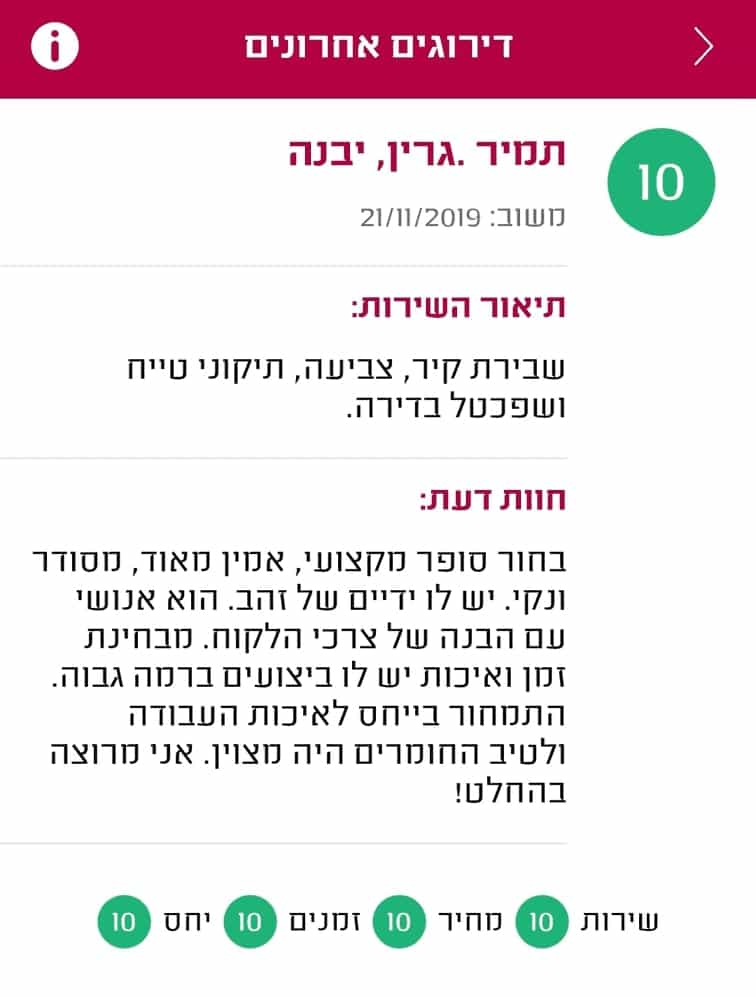 דירוגים אחרונים
10
תמיר .גרין, יבנה
משוב: 21/11/2019
תיאור השירות:
שבירת קיר, צביעה, תיקוני טייח
ושפכטל בדירה.
חוות דעת:
בחור סופר מקצועי, אמין מאוד, מסודר
ונקי. יש לו ידיים של זהב. הוא אנושי
עם הבנה של צרכי הלקוח. מבחינת
זמן ואיכות יש לו ביצועים ברמה גבוה.
התמחור בייחס לאיכות העבודה
ולטיב החומרים היה מצוין. אני מרוצה
בהחלט!
שירות 10 מחיר 10 זמנים 10 יחס 10